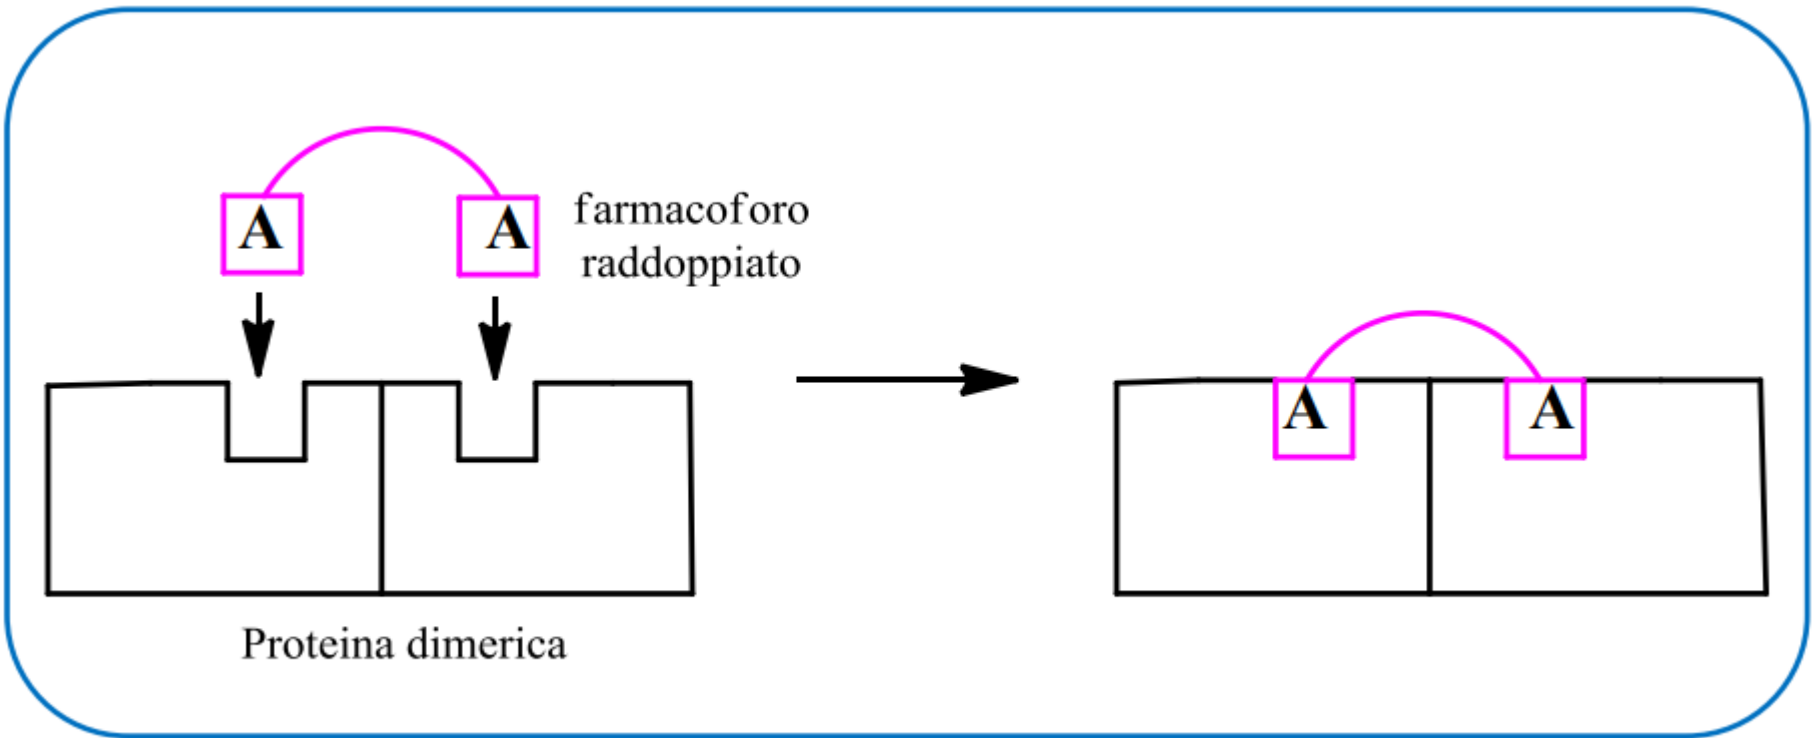 A A
farmacoforo
raddoppiato
A A
Proteina dimerica